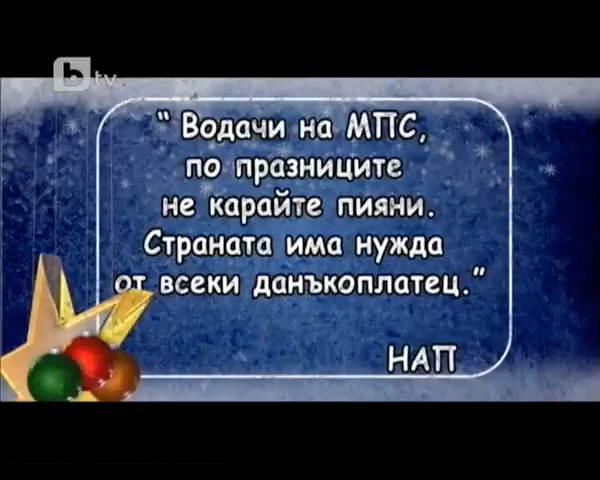 btv
“ Водачи на МПС,
по празниците
не карайте пияни.
Страната има нужда
от всеки данъкоплатец.”
НАП